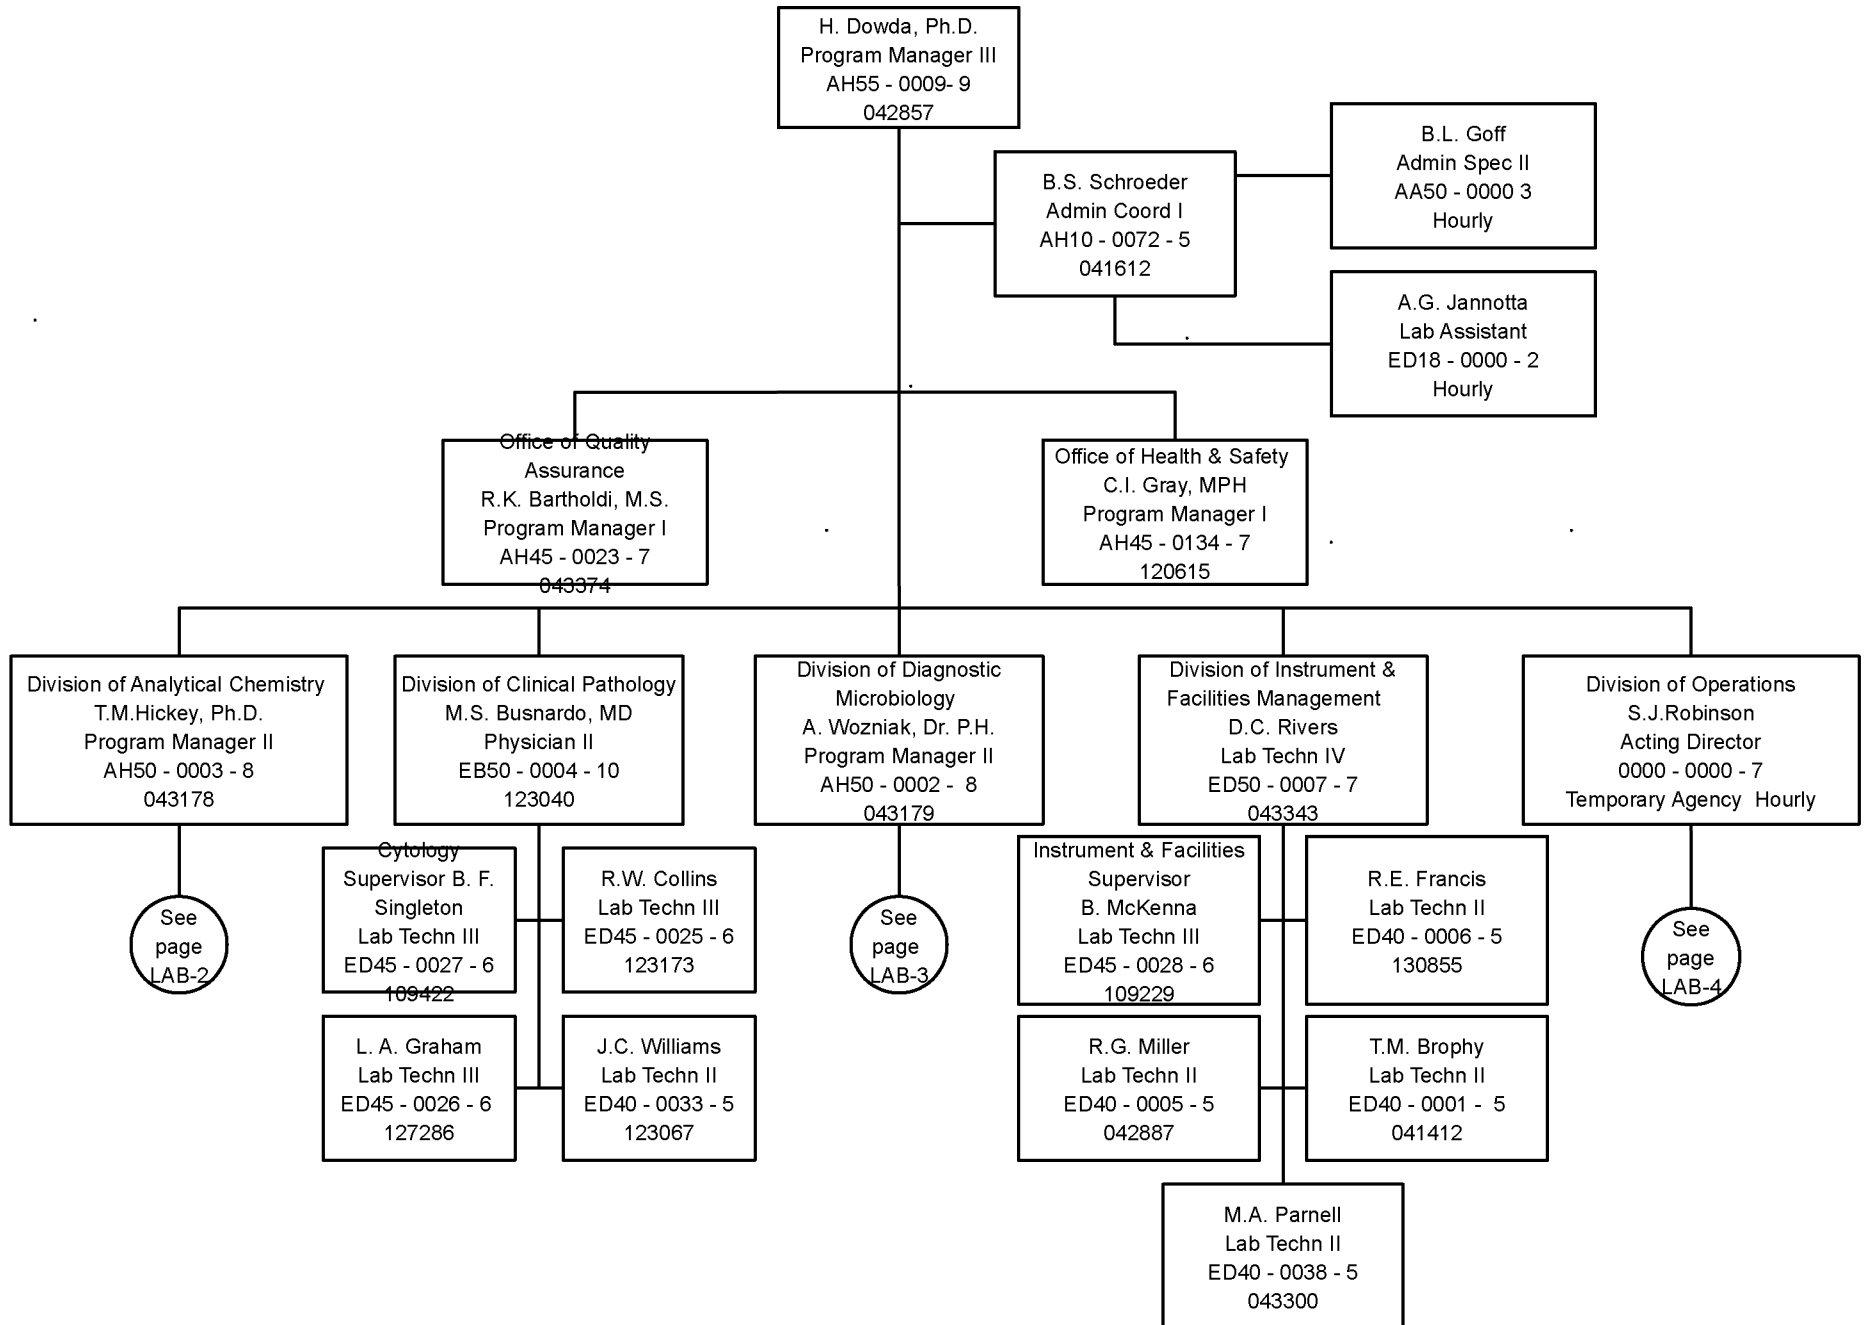 H. Dowda, Ph.D.
Program Manager III
AH55 - 0009- 9
042857
B.L. Goff
Admin Spec II
AA50 - 0000 3
Hourly
B.S. Schroeder
Admin Coord I
AH10 - 0072 - 5
041612
A.G. Jannotta
Lab Assistant
ED18 - 0000 - 2
Hourly
Office of Quality
Assurance
R.K. Bartholdi, M.S.
Program Manager I
AH45 - 0023 - 7
043374
Office of Health & Safety
C.I. Gray, MPH
Program Manager I
AH45 - 0134 - 7
120615
Division of Analytical Chemistry
T.M.Hickey, Ph.D.
Program Manager II
AH50 - 0003 - 8
043178
Division of Clinical Pathology
M.S. Busnardo, MD
Physician II
EB50 - 0004 - 10
123040
Division of Diagnostic
Microbiology
A. Wozniak, Dr. P.H.
Program Manager II
AH50 - 0002 -  8
043179
Division of Instrument &
Facilities Management
D.C. Rivers
Lab Techn IV
ED50 - 0007 - 7
043343
Division of Operations
S.J.Robinson
Acting Director
0000 - 0000 - 7
Temporary Agency  Hourly
See
page
LAB-2
Cytology
Supervisor B. F.
Singleton
Lab Techn III
ED45 - 0027 - 6
109422
R.W. Collins
Lab Techn III
ED45 - 0025 - 6
123173
See
page
LAB-3
Instrument & Facilities
Supervisor
B. McKenna
Lab Techn III
ED45 - 0028 - 6
109229
R.E. Francis
Lab Techn II
ED40 - 0006 - 5
130855
See
page
LAB-4
L. A. Graham
Lab Techn III
ED45 - 0026 - 6
127286
J.C. Williams
Lab Techn II
ED40 - 0033 - 5
123067
R.G. Miller
Lab Techn II
ED40 - 0005 - 5
042887
T.M. Brophy
Lab Techn II
ED40 - 0001 -  5
041412
M.A. Parnell
Lab Techn II
ED40 - 0038 - 5
043300